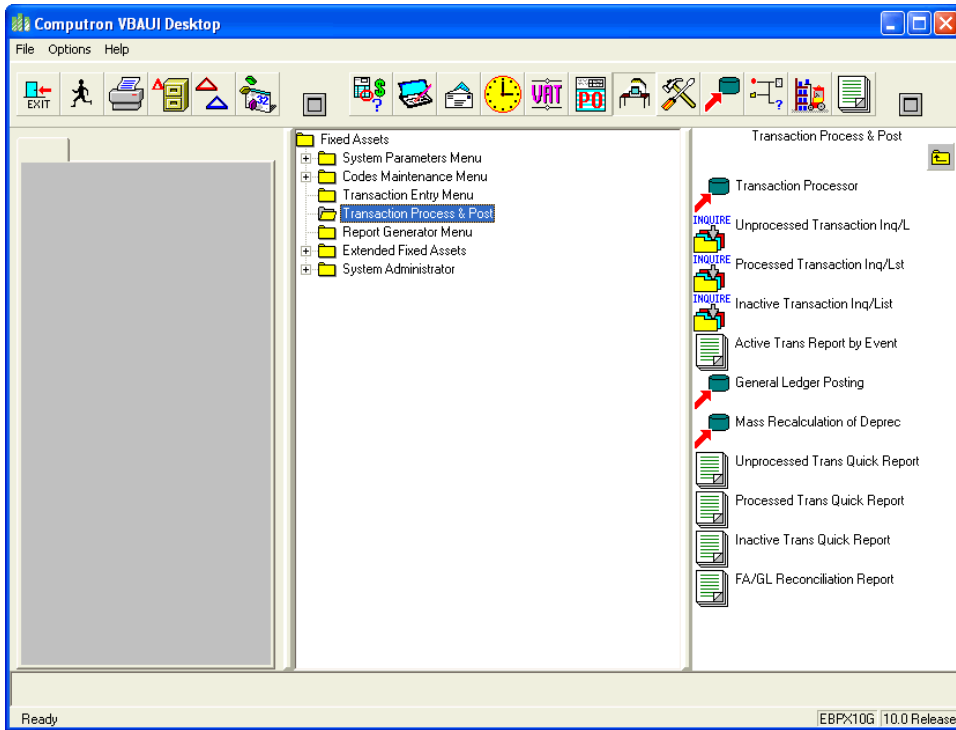 Computron VBAUI Desktop
File Options Help
EXIT
32
VAT
PO
Fixed Assets
System Parameters Menu
Codes Maintenance Menu
Transaction Entry Menu
Transaction Process & Post
Report Generator Menu
Extended Fixed Assets
System Administrator
Transaction Process & Post
Transaction Processor
INQUIRE Unprocessed Transaction Inq/L
INQUIRE Processed Transaction Inq/Lst
INQUIRE Inactive Transaction Inq/List
Active Trans Report by Event
General Ledger Posting
Mass Recalculation of Deprec
Unprocessed Trans Quick Report
Processed Trans Quick Report
Inactive Trans Quick Report
FA/GL Reconciliation Report
Ready
EBPX10G 10.0 Release